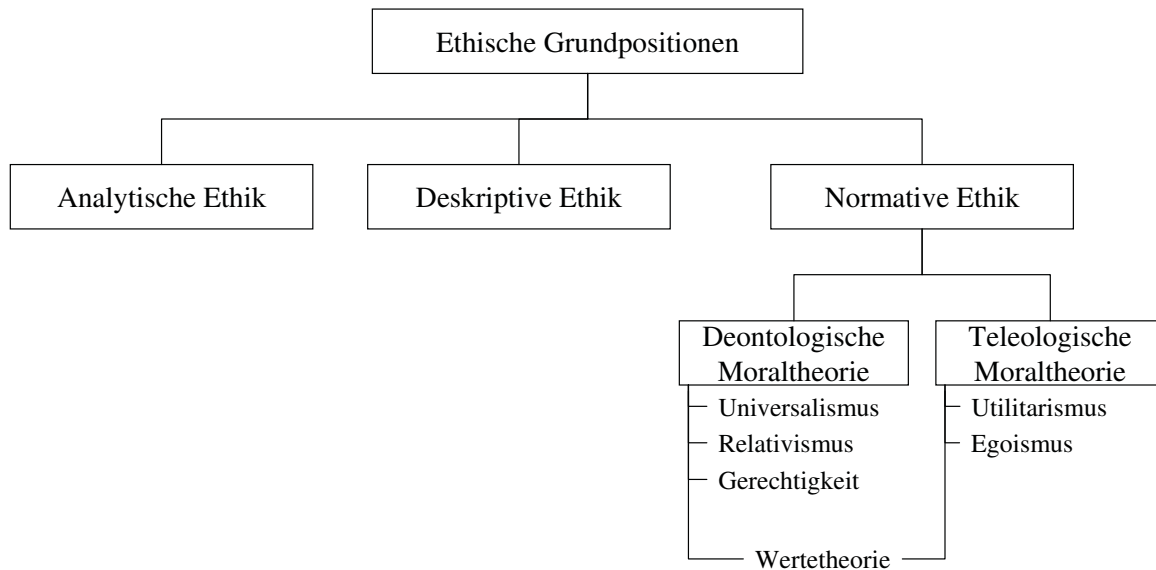 Ethische Grundpositionen
Analytische Ethik
Deskriptive Ethik
Normative Ethik
Deontologische
Moraltheorie
Teleologische
Moraltheorie
Universalismus
Relativismus
Gerechtigkeit
Utilitarismus
Egoismus
Wertetheorie